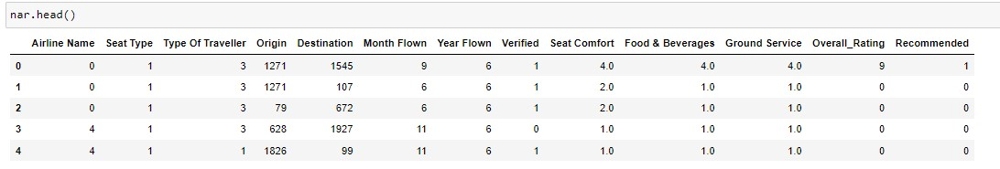 nar.head()
Airline Name Seat Type Type Of Traveller Origin Destination Month Flown Year Flown Verified Seat Comfort Food & Beverages Ground Service Overall_Rating Recommended
0 0 1 3 1271 1545 9 6 1 4.0 4.0 4.0 9 1
1 0 1 3 1271 107 6 6 1 2.0 1.0 1.0 0 0
2 0 1 3 79 672 6 6 1 2.0 1.0 1.0 0 0
3 4 1 3 628 1927 11 6 0 1.0 1.0 1.0 0 0
4 4 1 1 1826 99 11 6 1 1.0 1.0 1.0 0 0